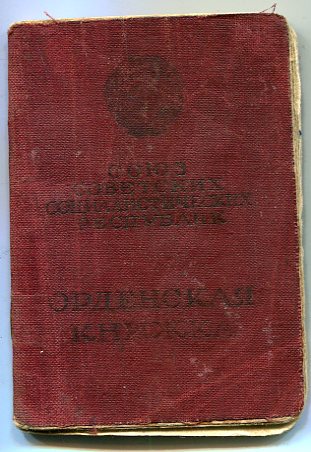 СОЮЗ
СОВЕТСКИХ
СОЦИАЛИСТИЧЕСКИХ
РЕСПУБЛИК
ОРДЕНСКАЯ
КНИЖКА